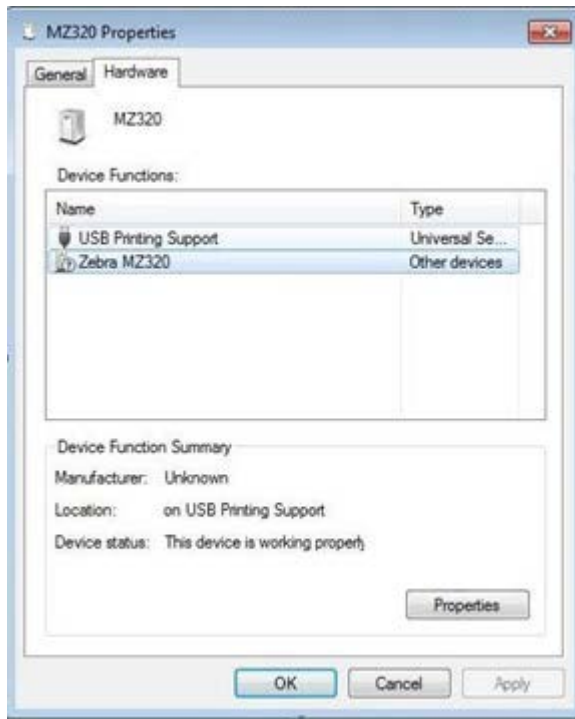 MZ320 Properties
General Hardware
MZ320
Device Functions:
Name Type
USB Printing Support Universal Se...
Zebra MZ320 Other devices
Device Function Summary
Manufacturer: Unknown
Location: on USB Printing Support
Device status: This device is working properly
Properties
OK Cancel Apply